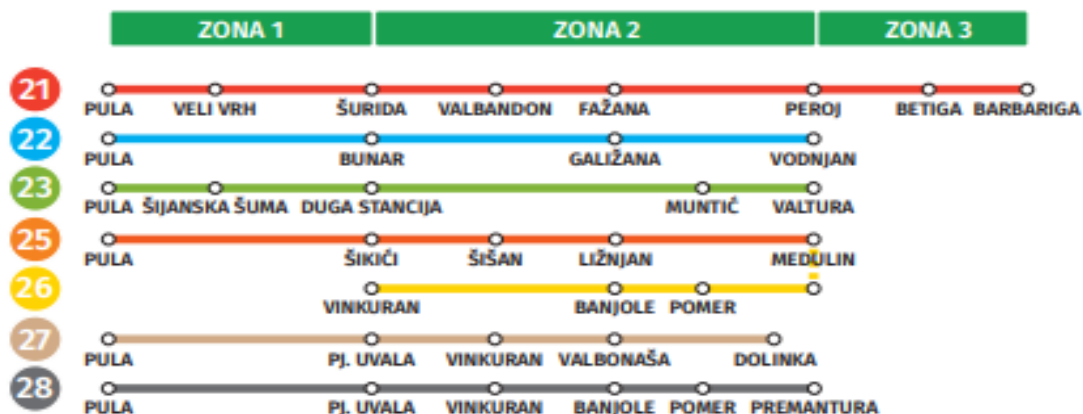 ZONA 1 ZONA 2 ZONA 3
21
PULA VELI VRH ŠURIDA VALBANDON FAŽANA PEROJ BETIGA BARBARIGA
22
PULA BUNAR GALIŽANA VODNJAN
23
PULA ŠIJANSKA ŠUMA DUGA STANCIJA MUNTIĆ VALTURA
25
PULA ŠIKIĆI ŠIŠAN LIŽNJAN MEDULIN
26
VINKURAN BANJOLE POMER
27
PULA PJ. UVALA VINKURAN VALBONAŠA DOLINKA
28
PULA PJ. UVALA VINKURAN BANJOLE POMER PREMANTURA